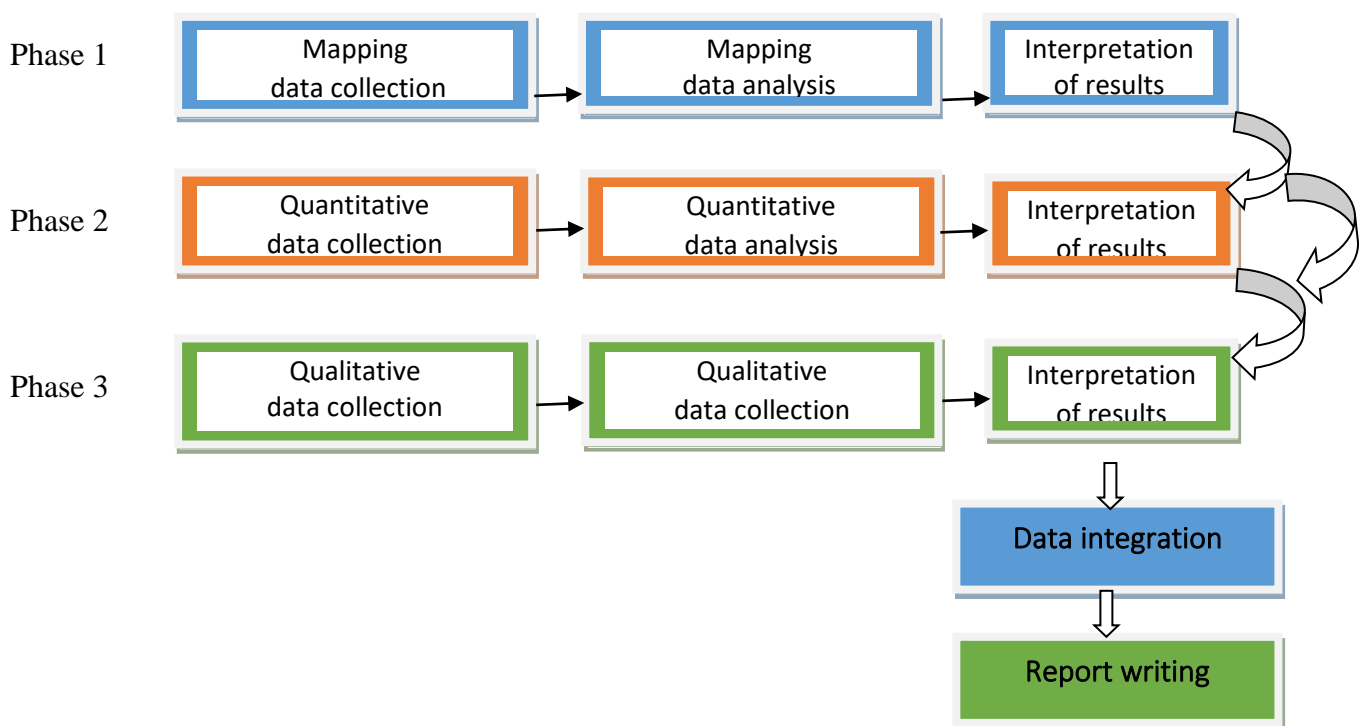 Phase 1
Mapping
data collection
Mapping
data analysis
Interpretation
of results
Phase 2
Quantitative
data collection
Quantitative
data analysis
Interpretation
of results
Phase 3
Qualitative
data collection
Qualitative
data collection
Interpretation
of results
Data integration
Report writing